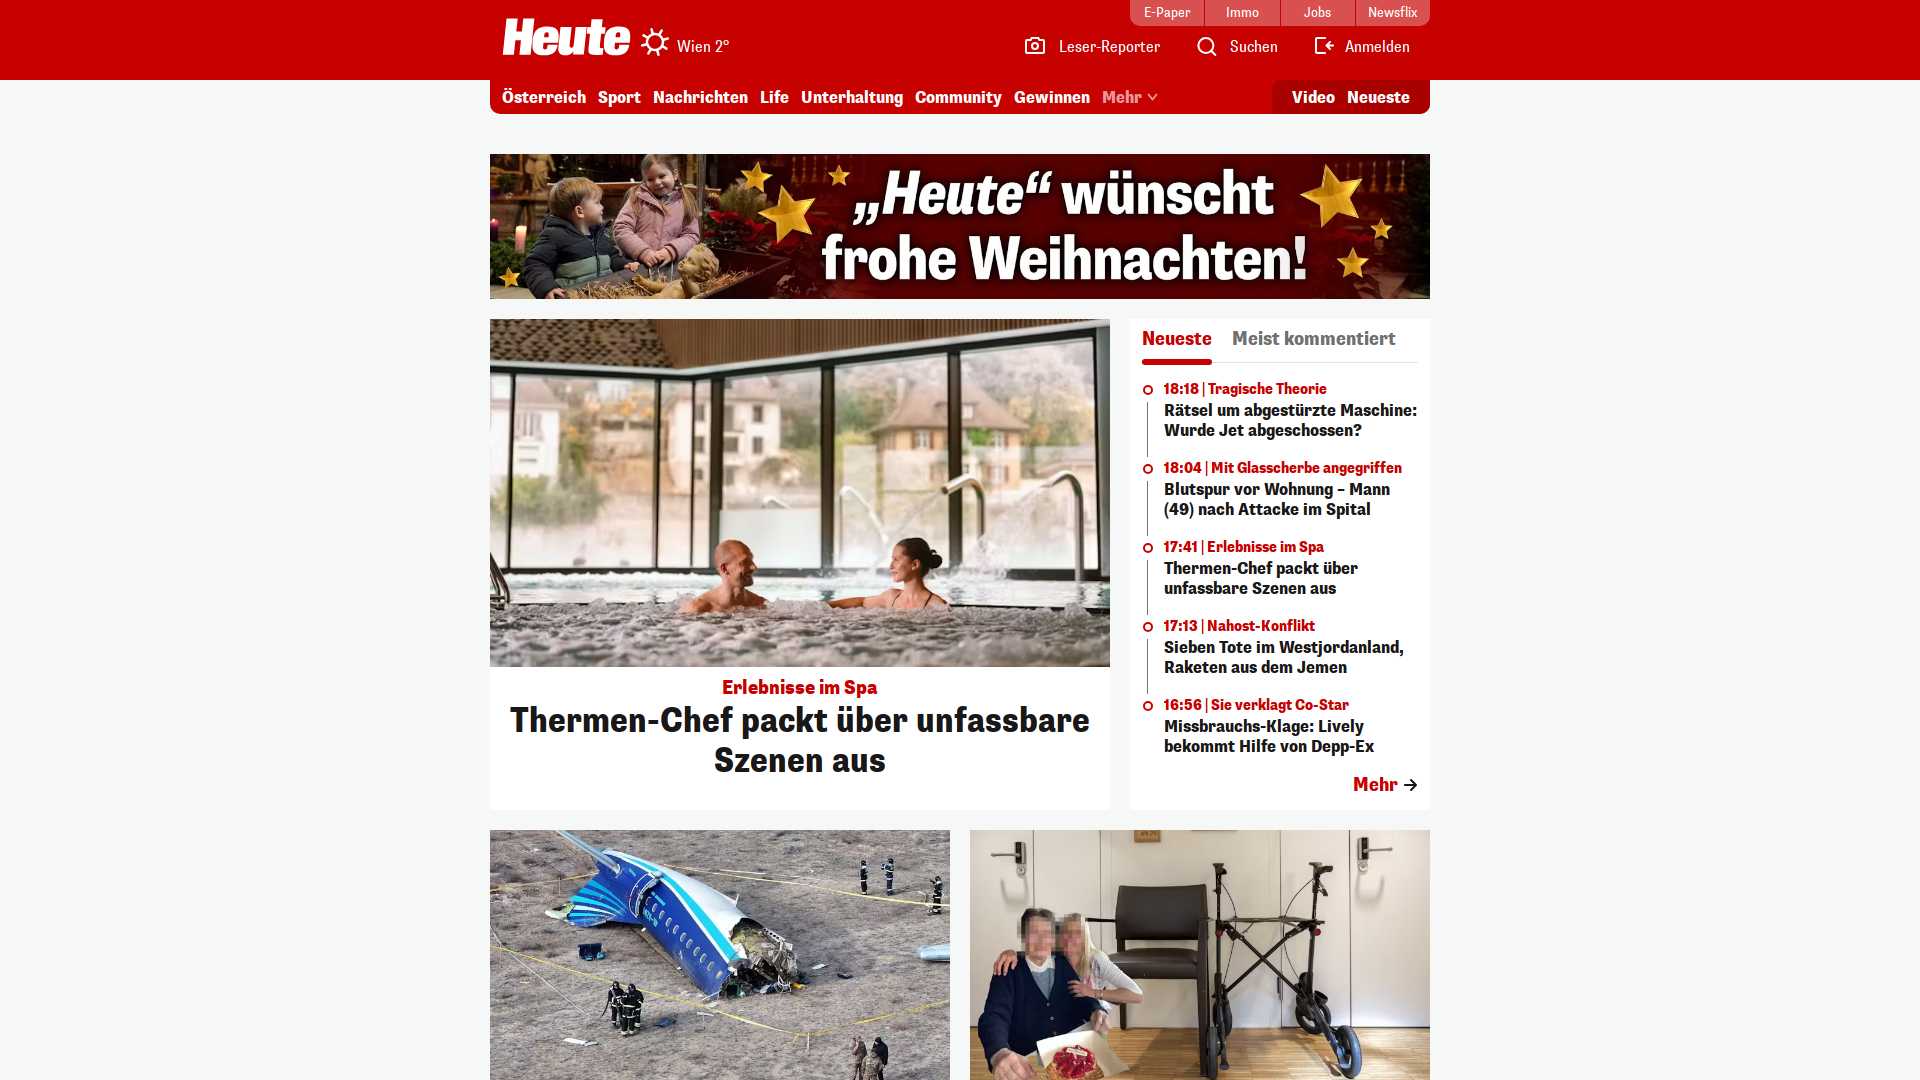 E-Paper
Immo
Jobs
Newsflix
Heute
Wien 2°
Leser-Reporter
Suchen
Anmelden
Österreich
Sport
Nachrichten
Life
Unterhaltung
Community
Gewinnen
Mehr
Video
Neueste
„Heute“ wünscht
frohe Weihnachten!
Erlebnisse im Spa
Thermen-Chef packt über unfassbare
Szenen aus
Neueste
Meist kommentiert
18:18 | Tragische Theorie
Rätsel um abgestürzte Maschine:
Wurde Jet abgeschossen?
18:04 | Mit Glasscherbe angegriffen
Blutspur vor Wohnung – Mann
(49) nach Attacke im Spital
17:41 | Erlebnisse im Spa
Thermen-Chef packt über
unfassbare Szenen aus
17:13 | Nahost-Konflikt
Sieben Tote im Westjordanland,
Raketen aus dem Jemen
16:56 | Sie verklagt Co-Star
Missbrauchs-Klage: Lively
bekommt Hilfe von Depp-Ex
Mehr